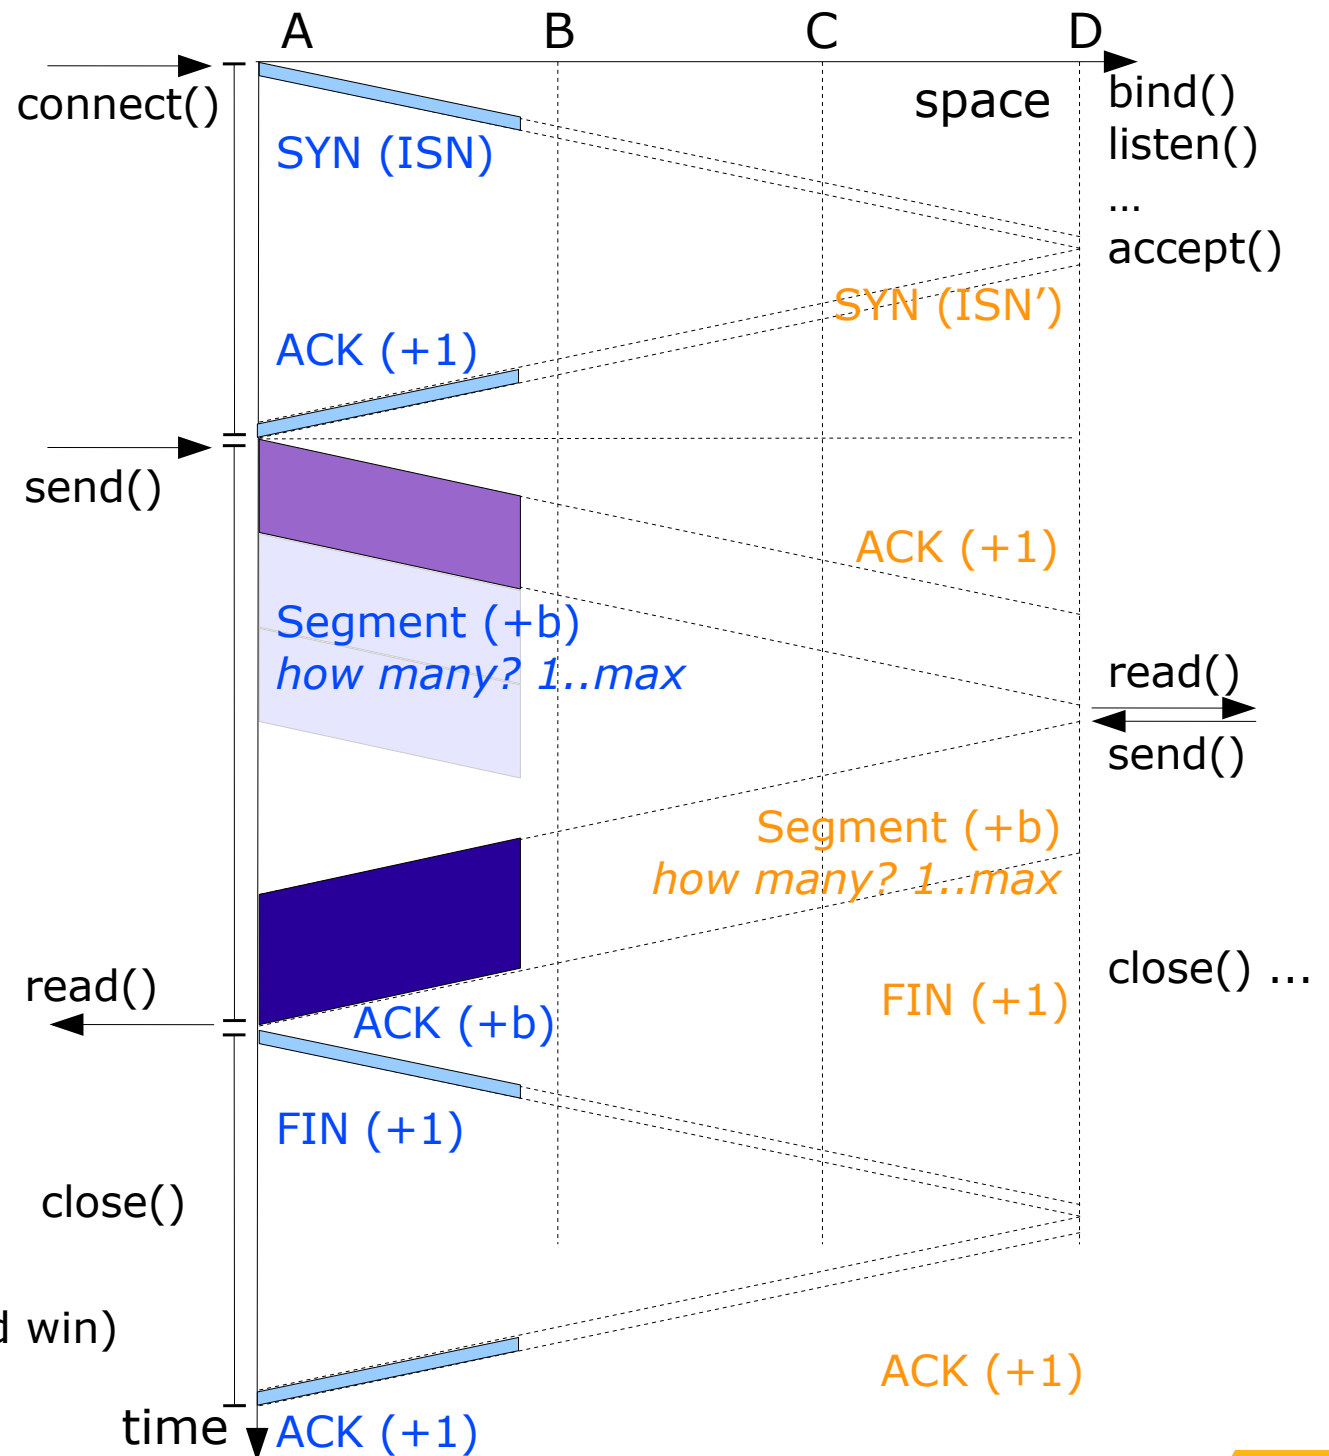 A B C D
connect()
space
bind()
listen()
...
accept()
SYN (ISN)
SYN (ISN’)
ACK (+1)
send()
ACK (+1)
Segment (+b)
how many? 1..max
read()
send()
Segment (+b)
how many? 1..max
read()
close() ...
FIN (+1)
ACK (+b)
FIN (+1)
close()
win)
ACK (+1)
time
ACK (+1)